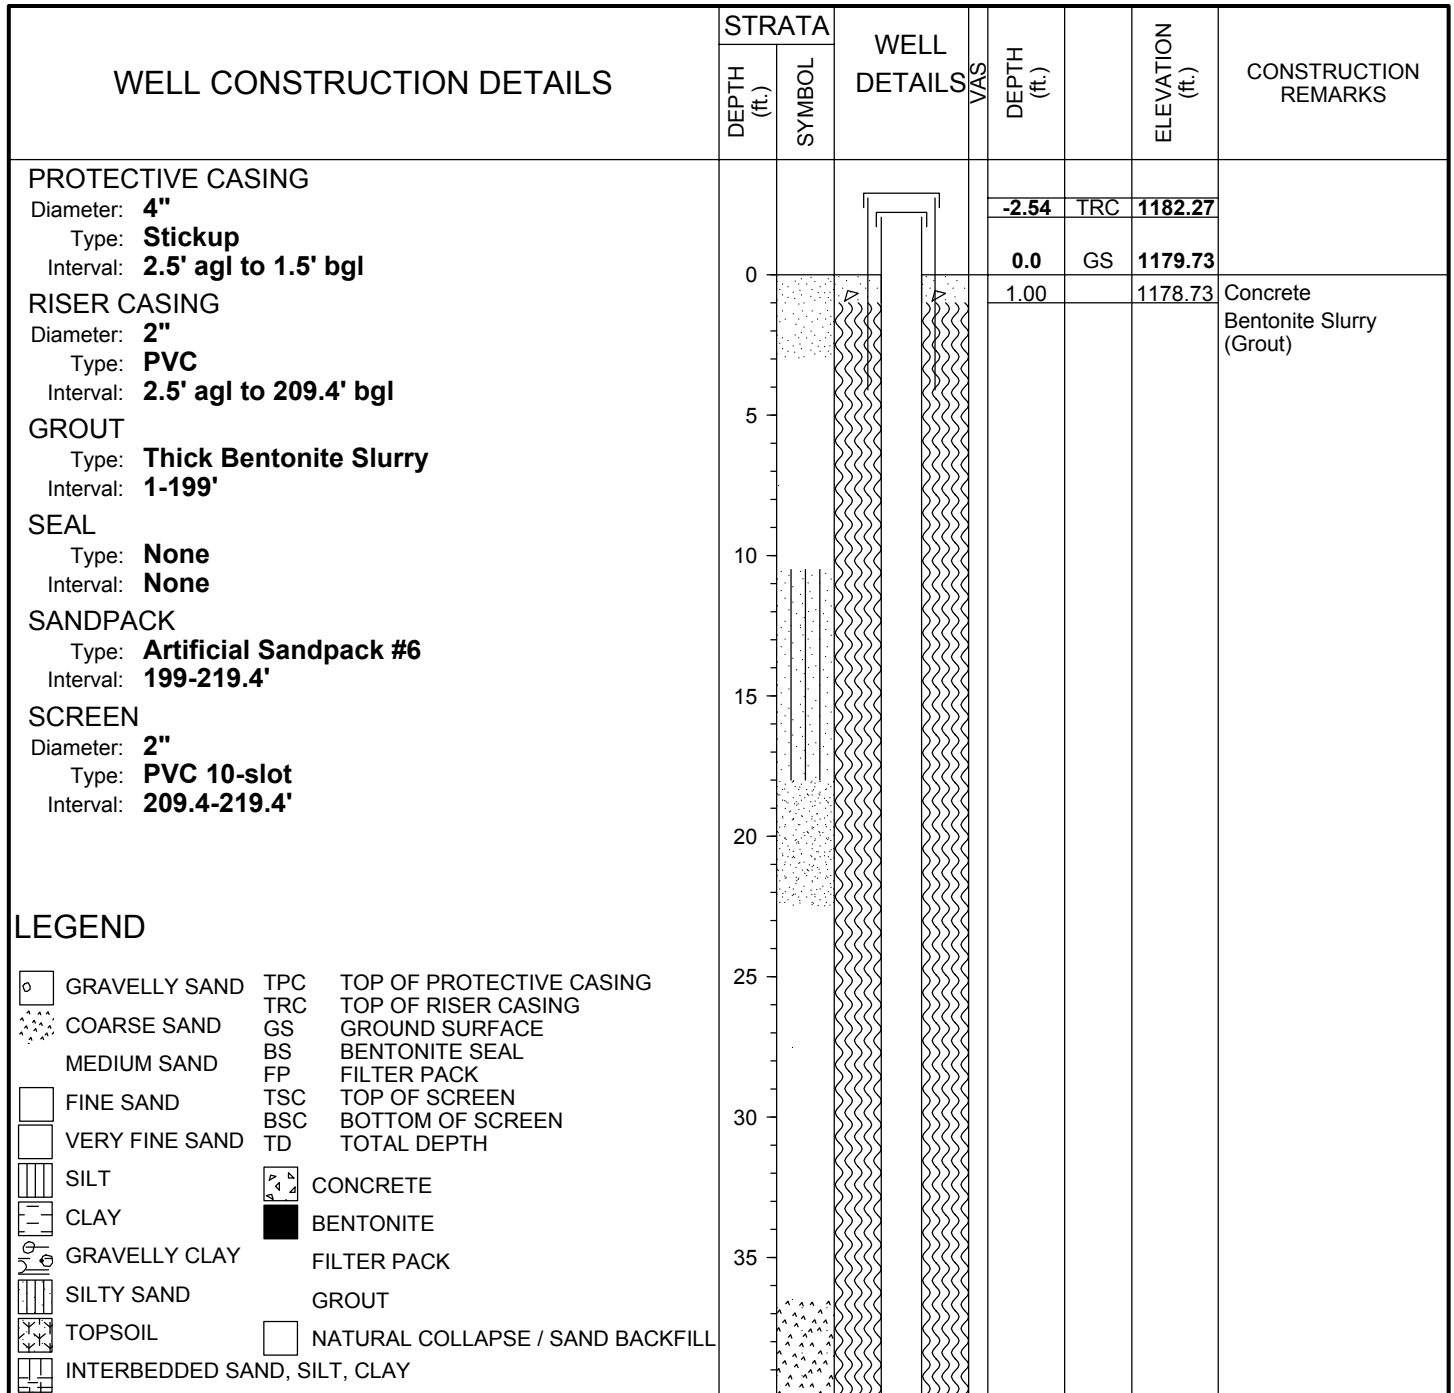 WELL CONSTRUCTION DETAILS
STRATA
DEPTH (ft.)
SYMBOL
WELL DETAILS
VAS
DEPTH (ft.)
ELEVATION (ft.)
CONSTRUCTION REMARKS
PROTECTIVE CASING
Diameter: 4"
Type: Stickup
Interval: 2.5' agl to 1.5' bgl
RISER CASING
Diameter: 2"
Type: PVC
Interval: 2.5' agl to 209.4' bgl
GROUT
Type: Thick Bentonite Slurry
Interval: 1-199'
SEAL
Type: None
Interval: None
SANDPACK
Type: Artificial Sandpack #6
Interval: 199-219.4'
SCREEN
Diameter: 2"
Type: PVC 10-slot
Interval: 209.4-219.4'
LEGEND
GRAVELLY SAND
COARSE SAND
MEDIUM SAND
FINE SAND
VERY FINE SAND
SILT
CLAY
GRAVELLY CLAY
SILTY SAND
TOPSOIL
INTERBEDDED SAND, SILT, CLAY
TPC TOP OF PROTECTIVE CASING
TRC TOP OF RISER CASING
GS GROUND SURFACE
BS BENTONITE SEAL
FP FILTER PACK
TSC TOP OF SCREEN
BSC BOTTOM OF SCREEN
TD TOTAL DEPTH
CONCRETE
BENTONITE
FILTER PACK
GROUT
NATURAL COLLAPSE / SAND BACKFILL
0
5
10
15
20
25
30
35
-2.54 TRC 1182.27
0.0 GS 1179.73
1.00 1178.73 Concrete
Bentonite Slurry
(Grout)